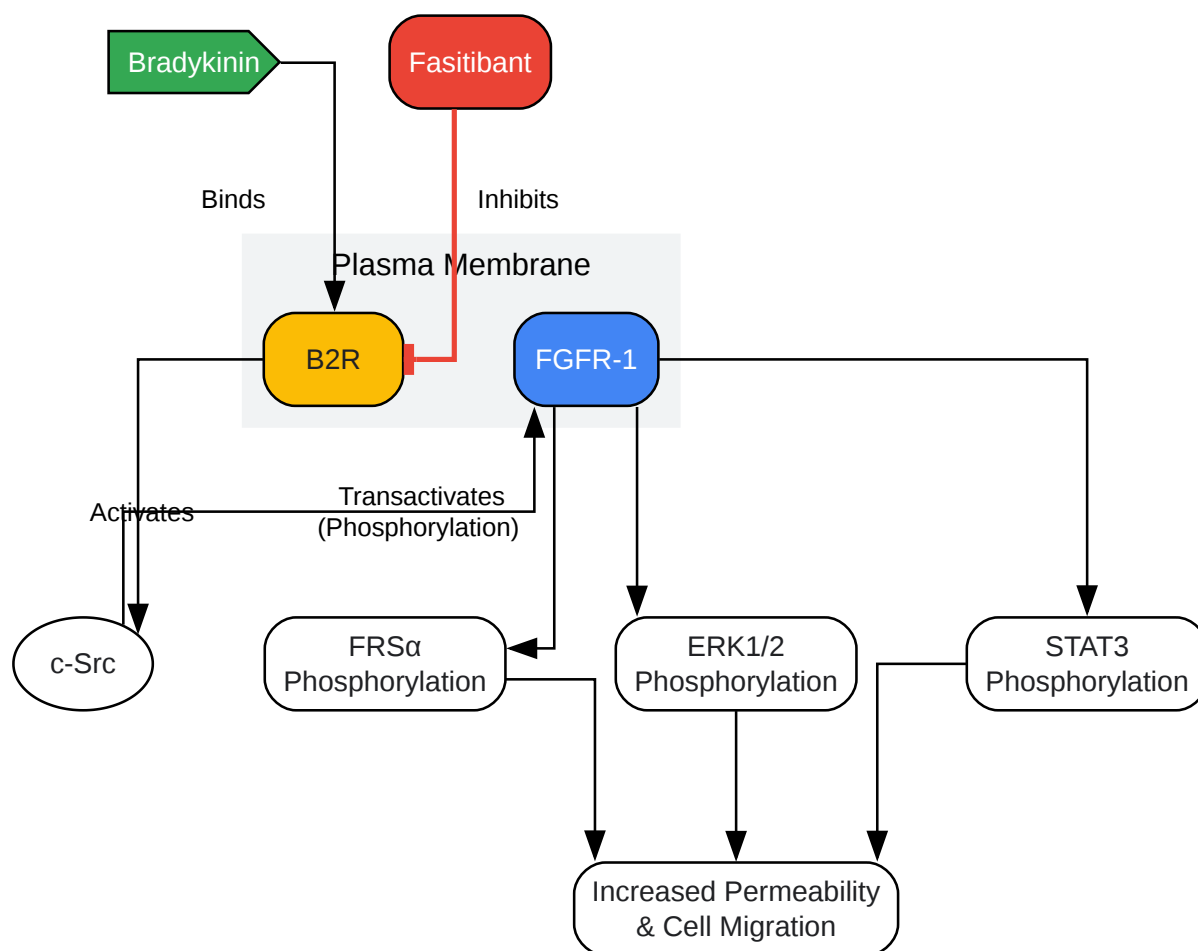 Bradykinin
Fasitibant
Binds
Inhibits
Plasma Membrane
B2R
FGFR-1
Activates
Transactivates
(Phosphorylation)
c-Src
FRSα
Phosphorylation
ERK1/2
Phosphorylation
STAT3
Phosphorylation
Increased Permeability
& Cell Migration